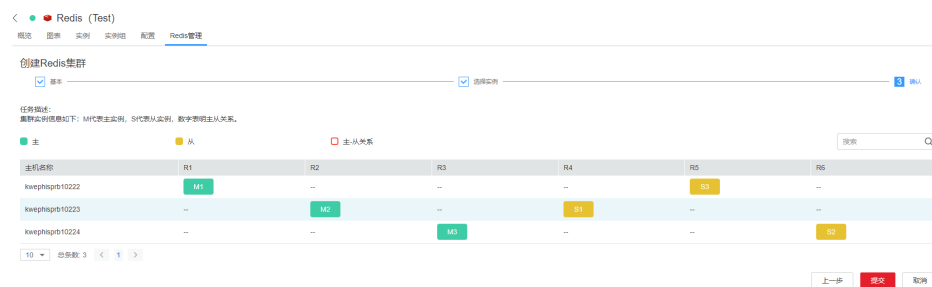 Redis (Test)
概览 图表 实例 实例组 配置 Redis管理
创建Redis集群
基本 选择实例 3 确认
任务描述:
集群实例信息如下：M代表主实例，S代表从实例，数字表明主从关系。
主 从 主-从关系 搜索
主机名称 R1 R2 R3 R4 R5 R6
kwephisprb10222 M1 -- -- -- S3 --
kwephisprb10223 -- M2 -- S1 -- --
kwephisprb10224 -- -- M3 -- -- S2
10 总条数: 3 < 1 >
上一步 提交 取消